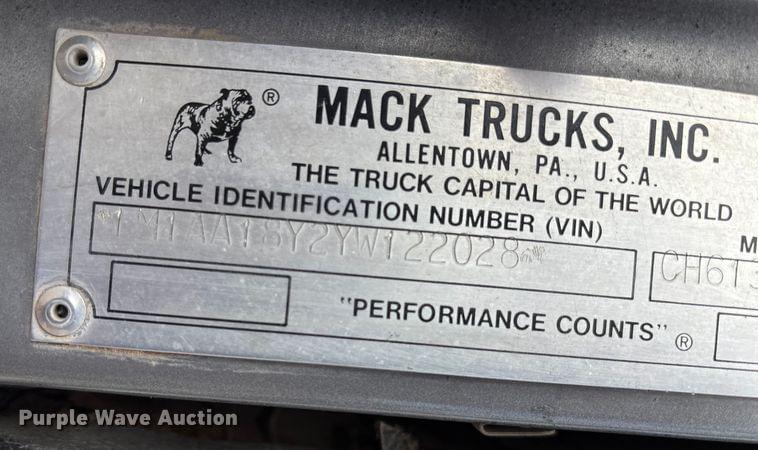 ® MACK TRUCKS, INC.
ALLENTOWN, PA., U.S.A.
THE TRUCK CAPITAL OF THE WORLD
VEHICLE IDENTIFICATION NUMBER (VIN)
*1M1AA18Y2YW122028* CH613
"PERFORMANCE COUNTS" ®
Purple Wave Auction